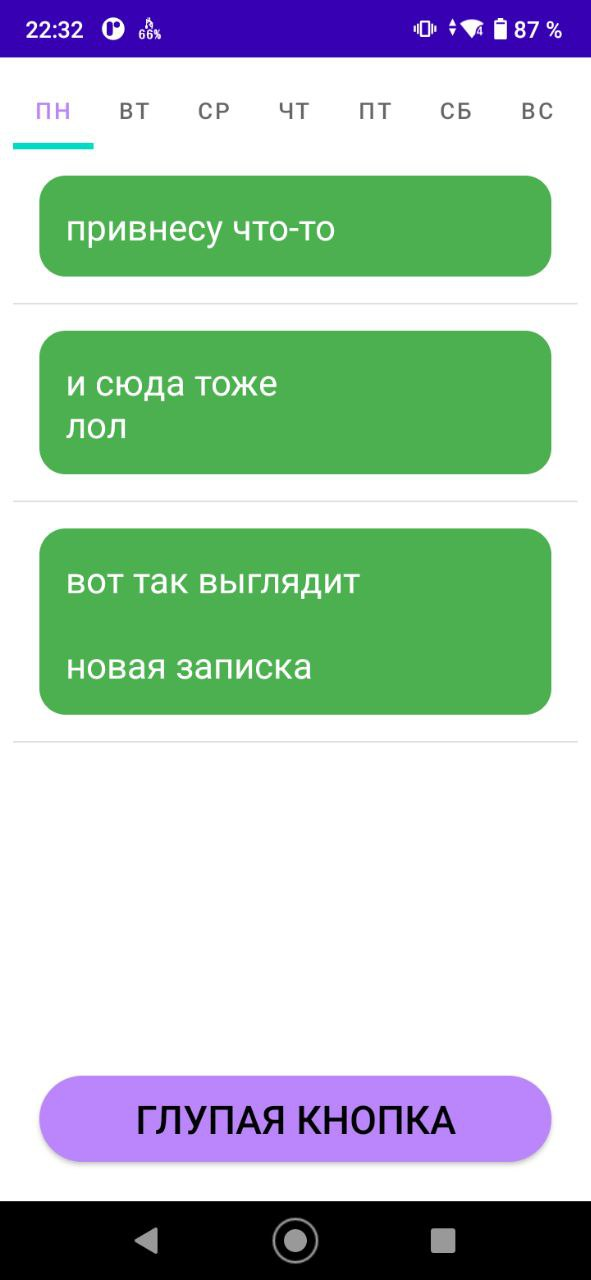 22:32 66% 87 %
ПН ВТ СР ЧТ ПТ СБ ВС
привнесу что-то
и сюда тоже
лол
вот так выглядит
новая записка
ГЛУПАЯ КНОПКА